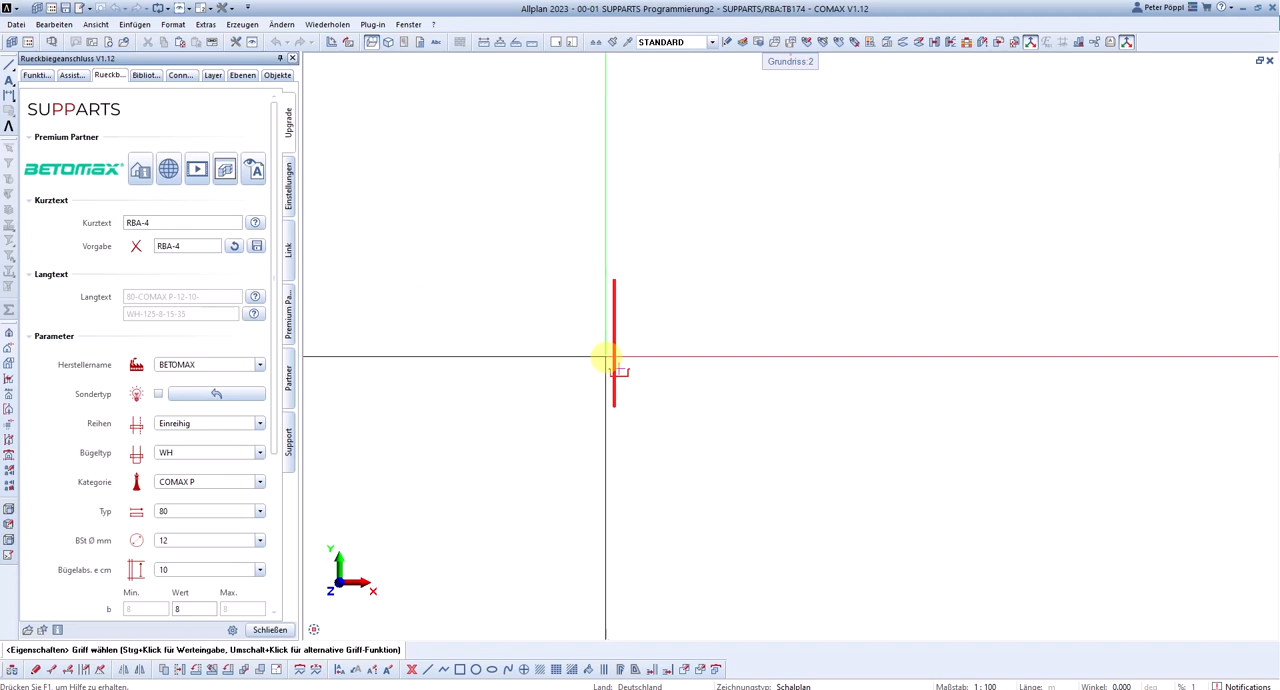 Allplan 2023 - 00-01 SUPPARTS Programmierung2 - SUPPARTS/RBA:TB174 - COMAX V1.12
Peter Pöppl
Datei Bearbeiten Ansicht Einfügen Format Extras Erzeugen Ändern Wiederholen Plug-in Fenster ?
STANDARD
Rueckbiegeanschluss V1.12
Grundriss:2
Funkti... Assist... Rueckb... Bibliot... Conn... Layer Ebenen Objekte
SUPPARTS
Premium Partner
BETOMAX
Kurztext
Kurztext RBA-4
Vorgabe RBA-4
Langtext
Langtext 80-COMAX P-12-10-
WH-125-8-15-35
Parameter
Herstellername BETOMAX
Sondertyp
Reihen Einreihig
Bügeltyp WH
Kategorie COMAX P
Typ 80
BSt Ø mm 12
Bügelabs. e cm 10
Min. Wert Max.
b 8 8 8
Upgrade
Einstellungen
Link
Premium Pa...
Partner
Support
Schließen
Y
Z X
<Eigenschaften> Griff wählen (Strg+Klick für Werteingabe, Umschalt+Klick für alternative Griff-Funktion)
Drücken Sie F1, um Hilfe zu erhalten.
Land: Deutschland Zeichnungstyp: Schalplan Maßstab: 1 : 100 Länge: m Winkel: 0.000 deg %: 1 Notifications